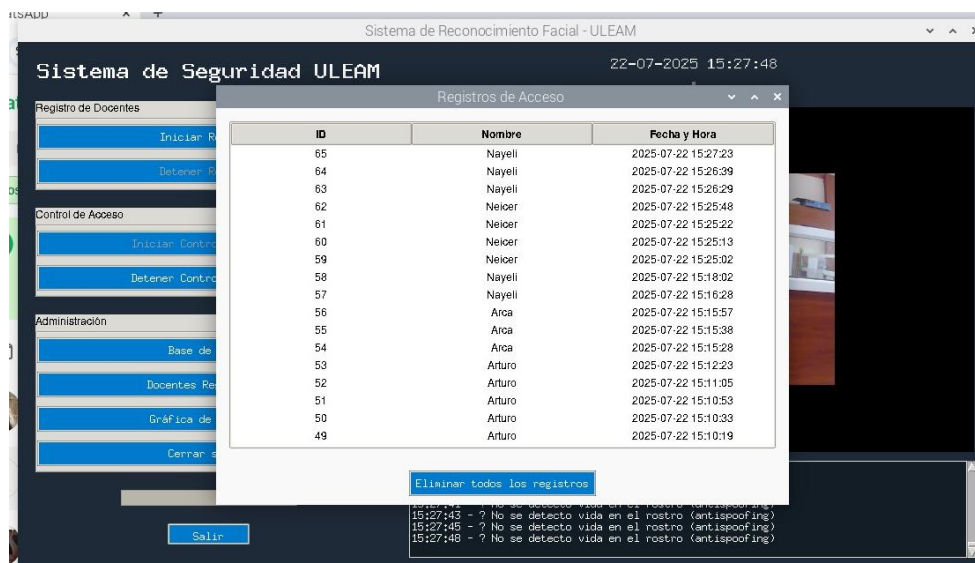 Sistema de Reconocimiento Facial - ULEAM
Sistema de Seguridad ULEAM
22-07-2025 15:27:48
Registros de Acceso
Registro de Docentes
Iniciar
Detener
Control de Acceso
Iniciar
Detener
Administración
Base de
Docentes
Gráfica de
Cerrar
Salir
ID Nombre Fecha y Hora
65 Nayeli 2025-07-22 15:27:23
64 Nayeli 2025-07-22 15:26:39
63 Nayeli 2025-07-22 15:26:29
62 Neicer 2025-07-22 15:25:48
61 Neicer 2025-07-22 15:25:22
60 Neicer 2025-07-22 15:25:13
59 Neicer 2025-07-22 15:25:02
58 Nayeli 2025-07-22 15:18:02
57 Nayeli 2025-07-22 15:16:28
56 Arca 2025-07-22 15:15:57
55 Arca 2025-07-22 15:15:38
54 Arca 2025-07-22 15:15:28
53 Arturo 2025-07-22 15:12:23
52 Arturo 2025-07-22 15:11:05
51 Arturo 2025-07-22 15:10:53
50 Arturo 2025-07-22 15:10:33
49 Arturo 2025-07-22 15:10:19
Eliminar todos los registros
15:27:43 - ? No se detecto vida en el rostro (antispoofing)
15:27:45 - ? No se detecto vida en el rostro (antispoofing)
15:27:48 - ? No se detecto vida en el rostro (antispoofing)